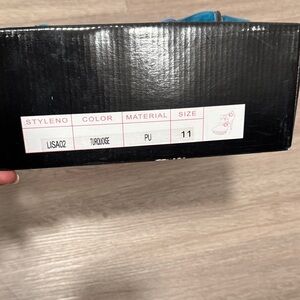 STYLENO COLOR MATERIAL SIZE
LISA02 TURQUOISE PU 11